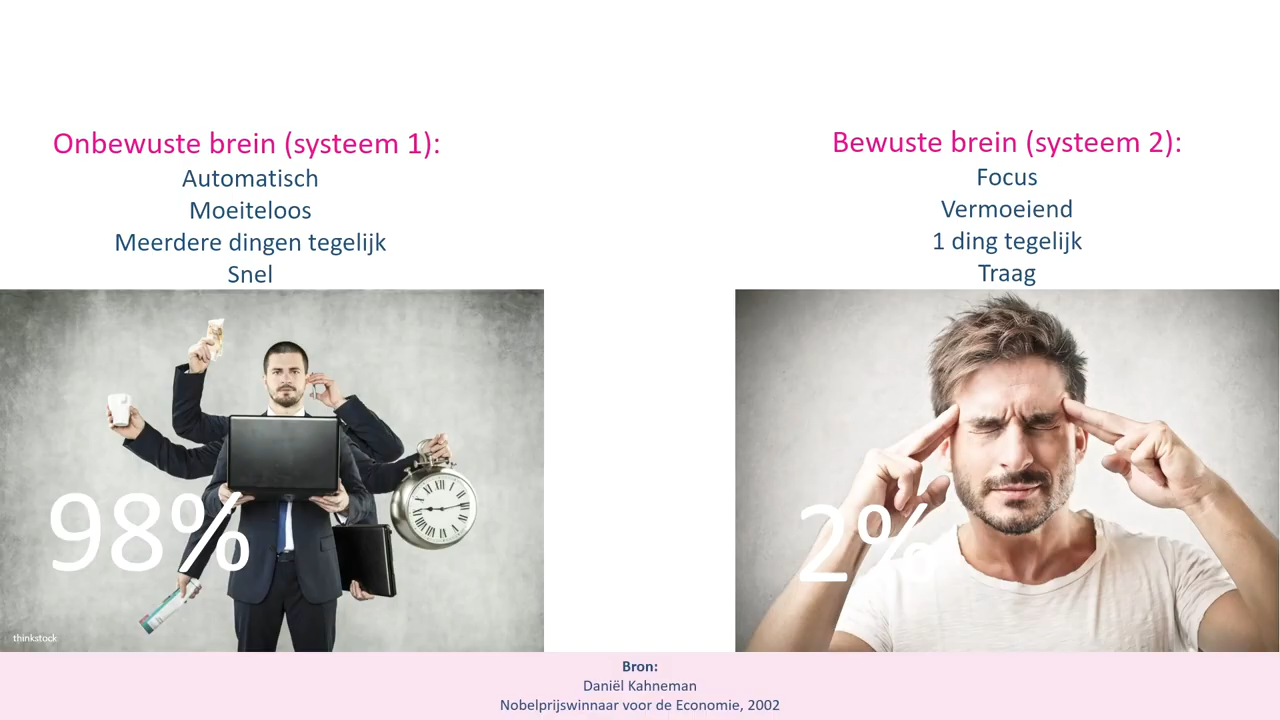 Onbewuste brein (systeem 1):
Automatisch
Moeiteloos
Meerdere dingen tegelijk
Snel
98%
thinkstock
Bewuste brein (systeem 2):
Focus
Vermoeiend
1 ding tegelijk
Traag
2%
Bron:
Daniël Kahneman
Nobelprijswinnaar voor de Economie, 2002